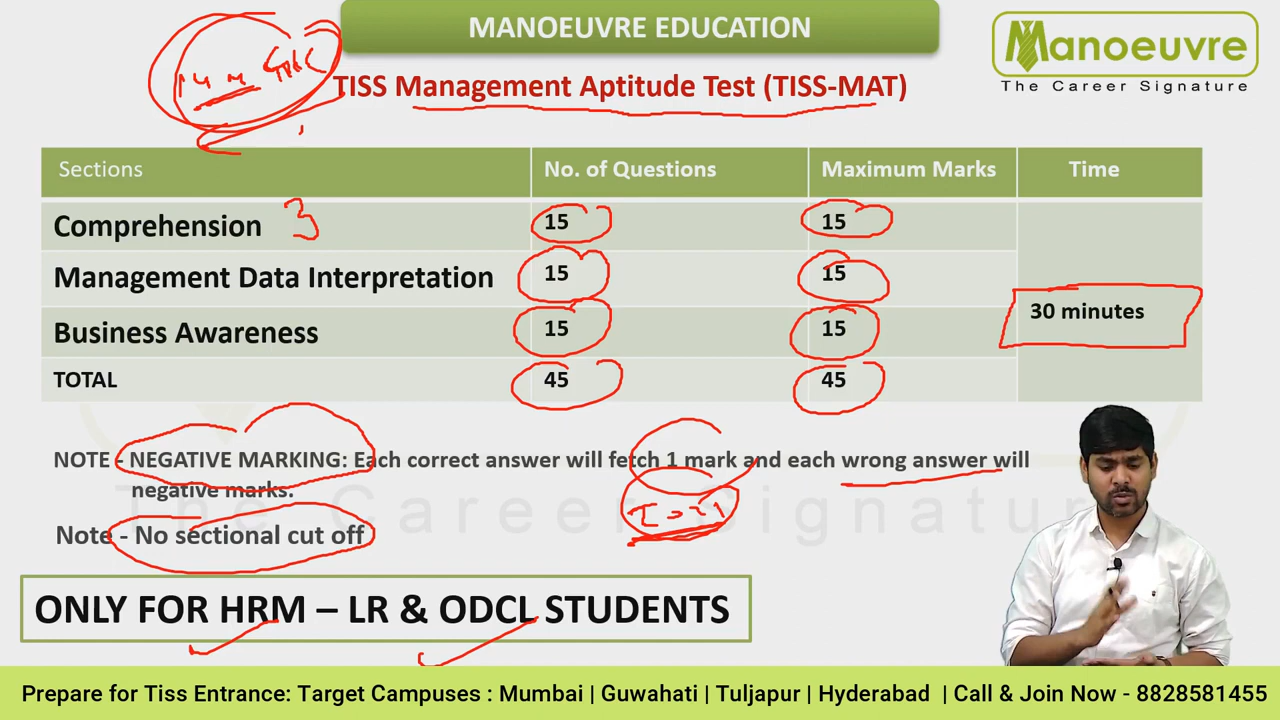 MANOEUVRE EDUCATION
Manoeuvre
The Career Signature
TISS Management Aptitude Test (TISS-MAT)
Sections No. of Questions Maximum Marks Time
Comprehension 3 15 15
Management Data Interpretation 15 15
30 minutes
Business Awareness 15 15
TOTAL 45 45
NOTE - NEGATIVE MARKING: Each correct answer will fetch 1 mark and each wrong answer will
negative marks.
The Career Signature
Note - No sectional cut off
ONLY FOR HRM – LR & ODCL STUDENTS
Prepare for Tiss Entrance: Target Campuses : Mumbai | Guwahati | Tuljapur | Hyderabad | Call & Join Now - 8828581455